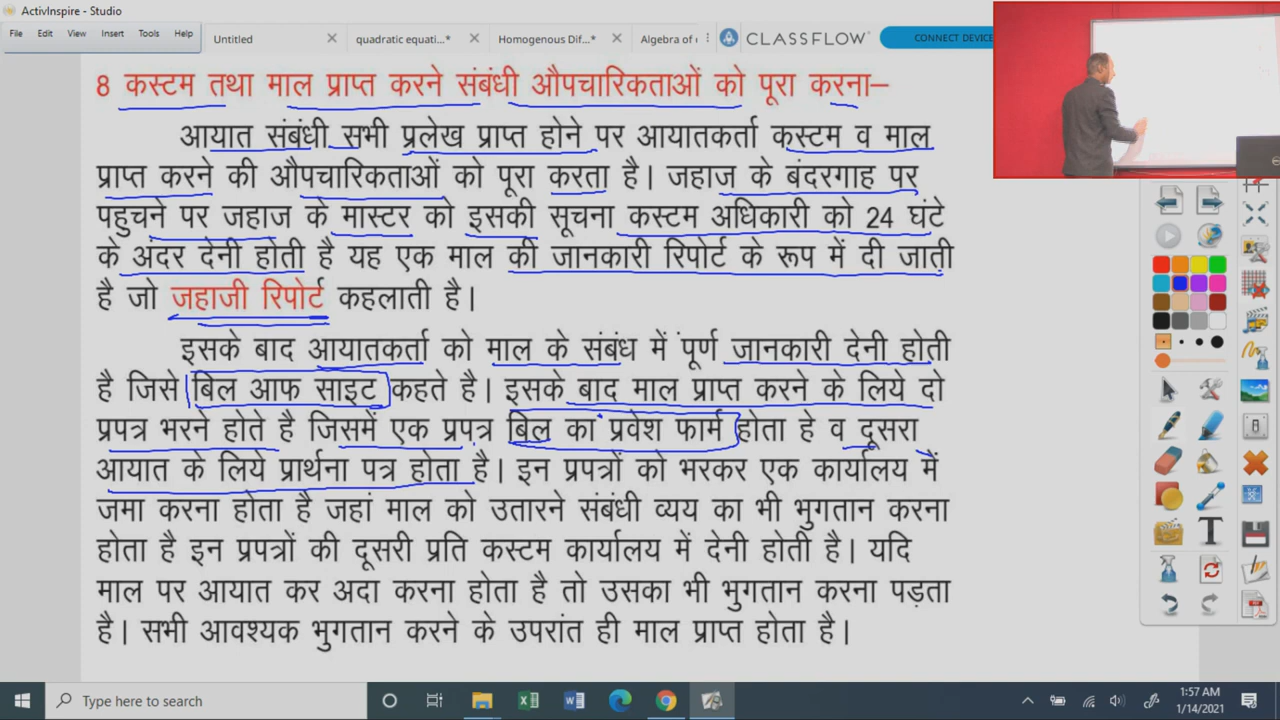 ActivInspire - Studio
File Edit View Insert Tools Help
Untitled
quadratic equati...*
Homogenous Dif...*
Algebra of
CLASSFLOW
CONNECT DEVICE
8 कस्टम तथा माल प्राप्त करने संबंधी औपचारिकताओं को पूरा करना–
आयात संबंधी सभी प्रलेख प्राप्त होने पर आयातकर्ता कस्टम व माल
प्राप्त करने की औपचारिकताओं को पूरा करता है। जहाज के बंदरगाह पर
पहुचने पर जहाज के मास्टर को इसकी सूचना कस्टम अधिकारी को 24 घंटे
के अंदर देनी होती है यह एक माल की जानकारी रिपोर्ट के रूप में दी जाती
है जो जहाजी रिपोर्ट कहलाती है।
इसके बाद आयातकर्ता को माल के संबंध में पूर्ण जानकारी देनी होती
है जिसे बिल आफ साइट कहते है। इसके बाद माल प्राप्त करने के लिये दो
प्रपत्र भरने होते है जिसमें एक प्रपत्र बिल का प्रवेश फार्म होता हे व दूसरा
आयात के लिये प्रार्थना पत्र होता है। इन प्रपत्रों को भरकर एक कार्यालय में
जमा करना होता है जहां माल को उतारने संबंधी व्यय का भी भुगतान करना
होता है इन प्रपत्रों की दूसरी प्रति कस्टम कार्यालय में देनी होती है। यदि
माल पर आयात कर अदा करना होता है तो उसका भी भुगतान करना पड़ता
है। सभी आवश्यक भुगतान करने के उपरांत ही माल प्राप्त होता है।
Type here to search
1:57 AM
1/14/2021